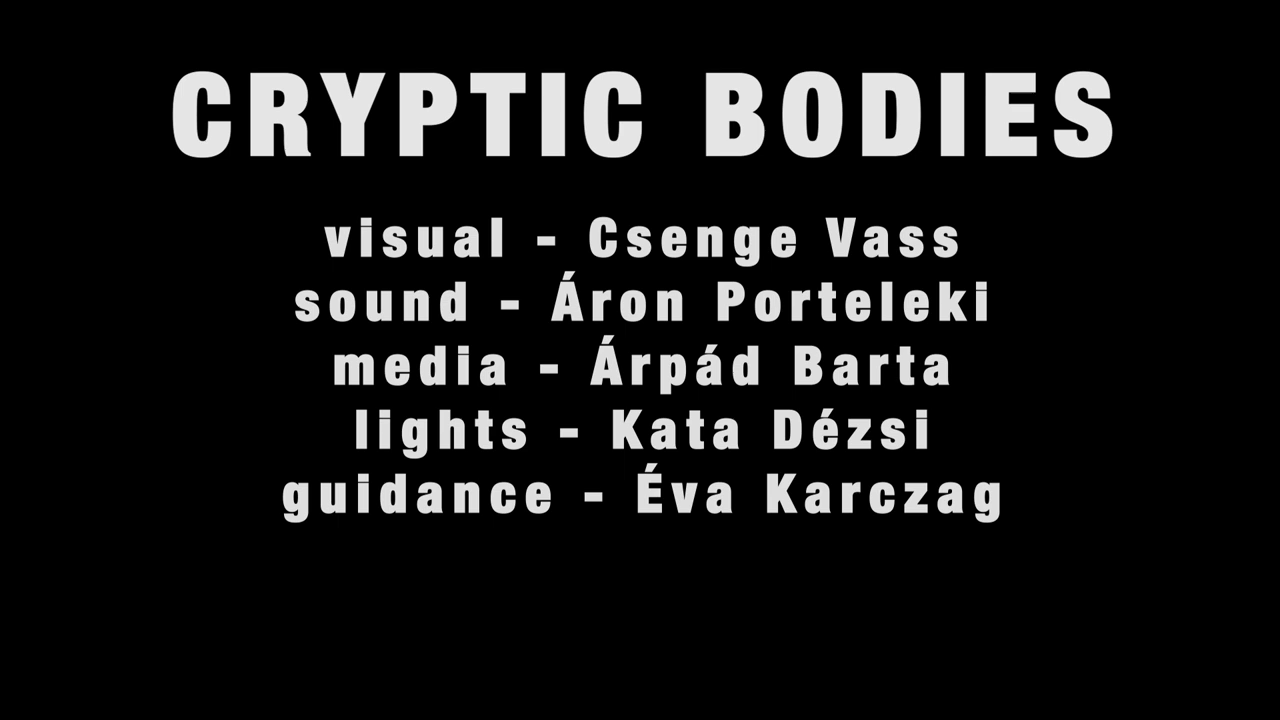 CRYPTIC BODIES
visual - Csenge Vass
sound - Áron Porteleki
media - Árpád Barta
lights - Kata Dézsi
guidance - Éva Karczag